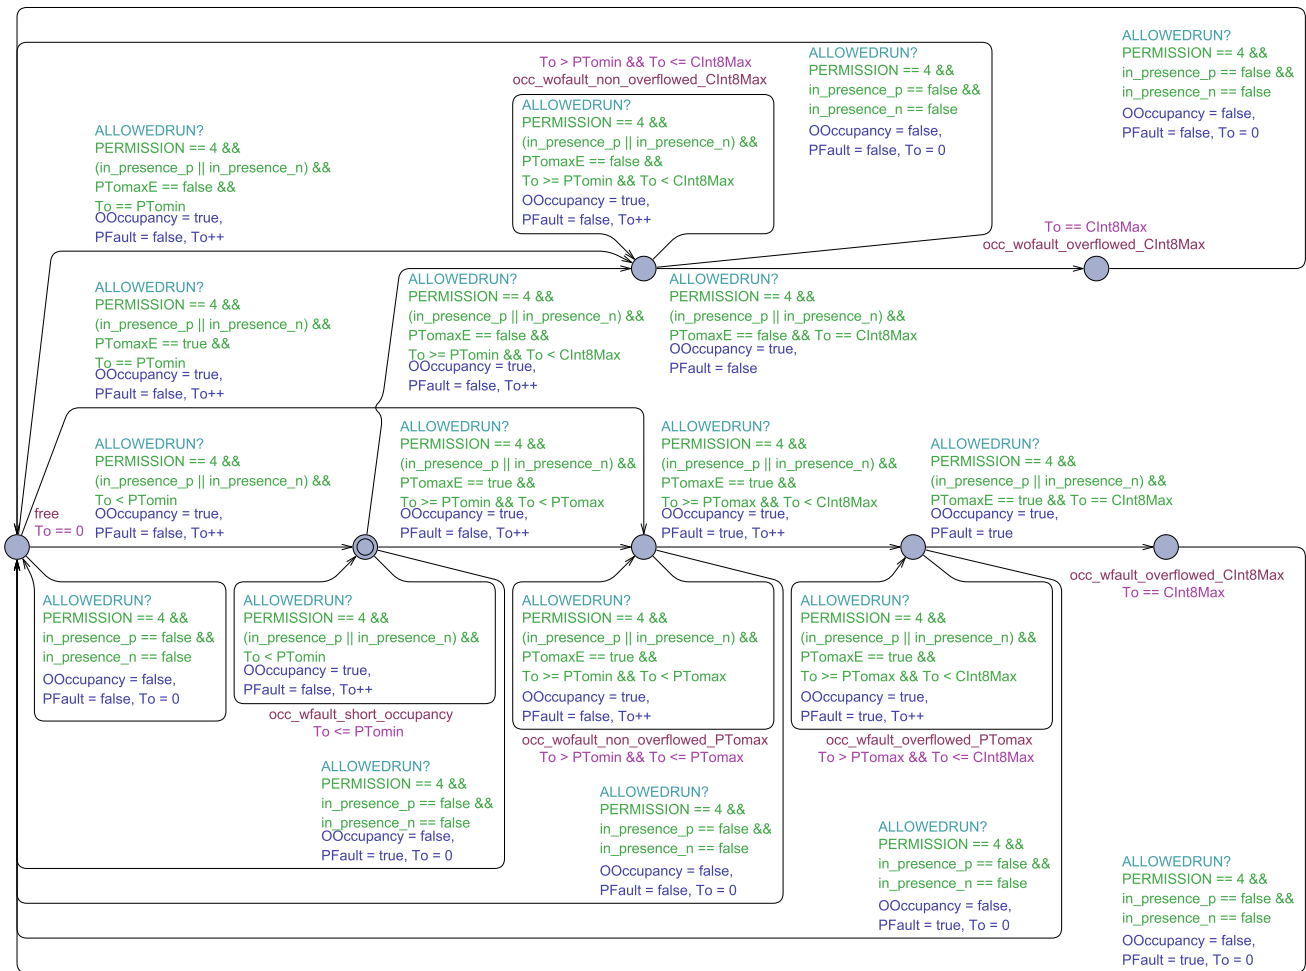 ALLOWEDRUN?
PERMISSION == 4 &&
in_presence_p == false &&
in_presence_n == false
OOccupancy = false,
PFault = false, To = 0
ALLOWEDRUN?
PERMISSION == 4 &&
in_presence_p == false &&
in_presence_n == false
OOccupancy = false,
PFault = false, To = 0
To > PTomin && To <= CInt8Max
occ_wofault_non_overflowed_CInt8Max
ALLOWEDRUN?
PERMISSION == 4 &&
(in_presence_p || in_presence_n) &&
PTomaxE == false &&
To >= PTomin && To < CInt8Max
OOccupancy = true,
PFault = false, To++
ALLOWEDRUN?
PERMISSION == 4 &&
(in_presence_p || in_presence_n) &&
PTomaxE == false &&
To == PTomin
OOccupancy = true,
PFault = false, To++
To == CInt8Max
occ_wofault_overflowed_CInt8Max
ALLOWEDRUN?
PERMISSION == 4 &&
(in_presence_p || in_presence_n) &&
PTomaxE == true &&
To == PTomin
OOccupancy = true,
PFault = false, To++
ALLOWEDRUN?
PERMISSION == 4 &&
(in_presence_p || in_presence_n) &&
PTomaxE == false &&
To >= PTomin && To < CInt8Max
OOccupancy = true,
PFault = false, To++
ALLOWEDRUN?
PERMISSION == 4 &&
(in_presence_p || in_presence_n) &&
PTomaxE == false && To == CInt8Max
OOccupancy = true,
PFault = false
free
To == 0
ALLOWEDRUN?
PERMISSION == 4 &&
(in_presence_p || in_presence_n) &&
To < PTomin
OOccupancy = true,
PFault = false, To++
ALLOWEDRUN?
PERMISSION == 4 &&
(in_presence_p || in_presence_n) &&
PTomaxE == true &&
To >= PTomin && To < PTomax
OOccupancy = true,
PFault = false, To++
ALLOWEDRUN?
PERMISSION == 4 &&
(in_presence_p || in_presence_n) &&
PTomaxE == true &&
To >= PTomax && To < CInt8Max
OOccupancy = true,
PFault = true, To++
ALLOWEDRUN?
PERMISSION == 4 &&
(in_presence_p || in_presence_n) &&
PTomaxE == true && To == CInt8Max
OOccupancy = true,
PFault = true
occ_wfault_overflowed_CInt8Max
To == CInt8Max
ALLOWEDRUN?
PERMISSION == 4 &&
in_presence_p == false &&
in_presence_n == false
OOccupancy = false,
PFault = false, To = 0
ALLOWEDRUN?
PERMISSION == 4 &&
(in_presence_p || in_presence_n) &&
To < PTomin
OOccupancy = true,
PFault = false, To++
occ_wfault_short_occupancy
To <= PTomin
ALLOWEDRUN?
PERMISSION == 4 &&
(in_presence_p || in_presence_n) &&
PTomaxE == true &&
To >= PTomin && To < PTomax
OOccupancy = true,
PFault = false, To++
occ_wofault_non_overflowed_PTomax
To > PTomin && To <= PTomax
ALLOWEDRUN?
PERMISSION == 4 &&
(in_presence_p || in_presence_n) &&
PTomaxE == true &&
To >= PTomax && To < CInt8Max
OOccupancy = true,
PFault = true, To++
occ_wfault_overflowed_PTomax
To > PTomax && To <= CInt8Max
ALLOWEDRUN?
PERMISSION == 4 &&
in_presence_p == false &&
in_presence_n == false
OOccupancy = false,
PFault = true, To = 0
ALLOWEDRUN?
PERMISSION == 4 &&
in_presence_p == false &&
in_presence_n == false
OOccupancy = false,
PFault = false, To = 0
ALLOWEDRUN?
PERMISSION == 4 &&
in_presence_p == false &&
in_presence_n == false
OOccupancy = false,
PFault = true, To = 0
ALLOWEDRUN?
PERMISSION == 4 &&
in_presence_p == false &&
in_presence_n == false
OOccupancy = false,
PFault = true, To = 0